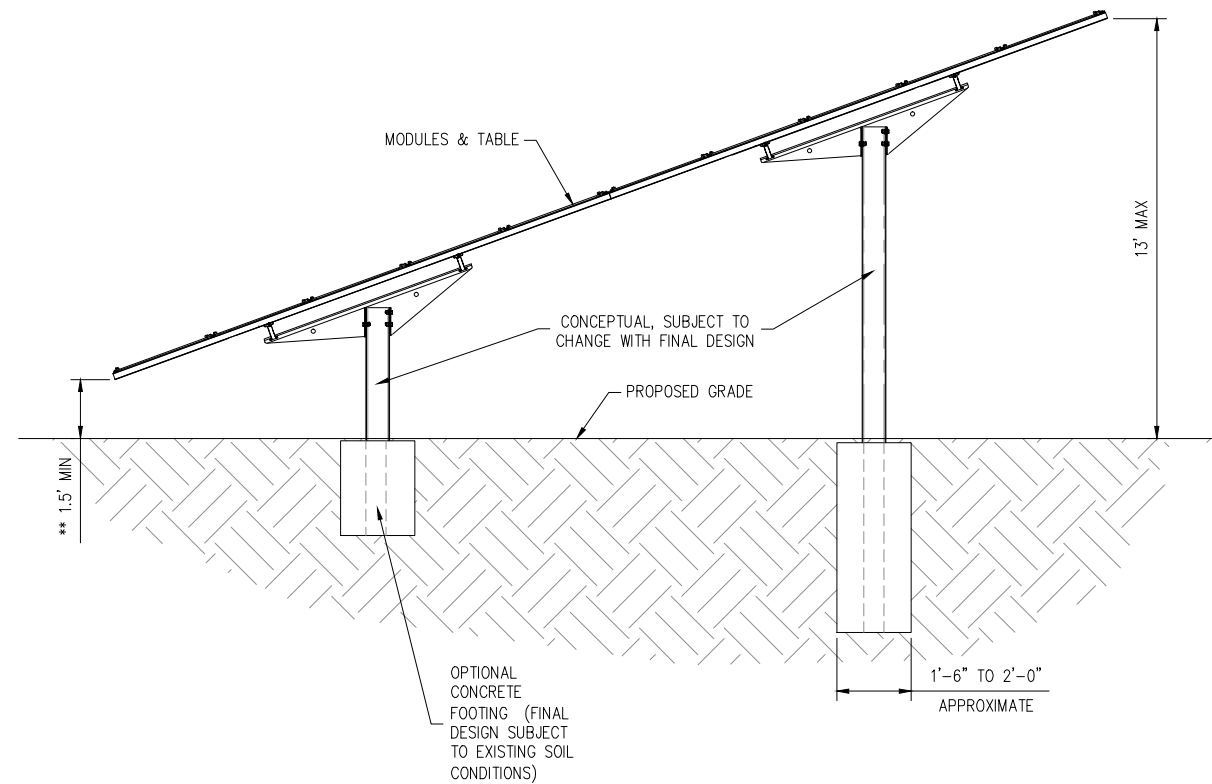 MODULES & TABLE
13' MAX
CONCEPTUAL, SUBJECT TO
CHANGE WITH FINAL DESIGN
PROPOSED GRADE
** 1.5' MIN
OPTIONAL
CONCRETE
FOOTING (FINAL
DESIGN SUBJECT
TO EXISTING SOIL
CONDITIONS)
1'-6" TO 2'-0"
APPROXIMATE